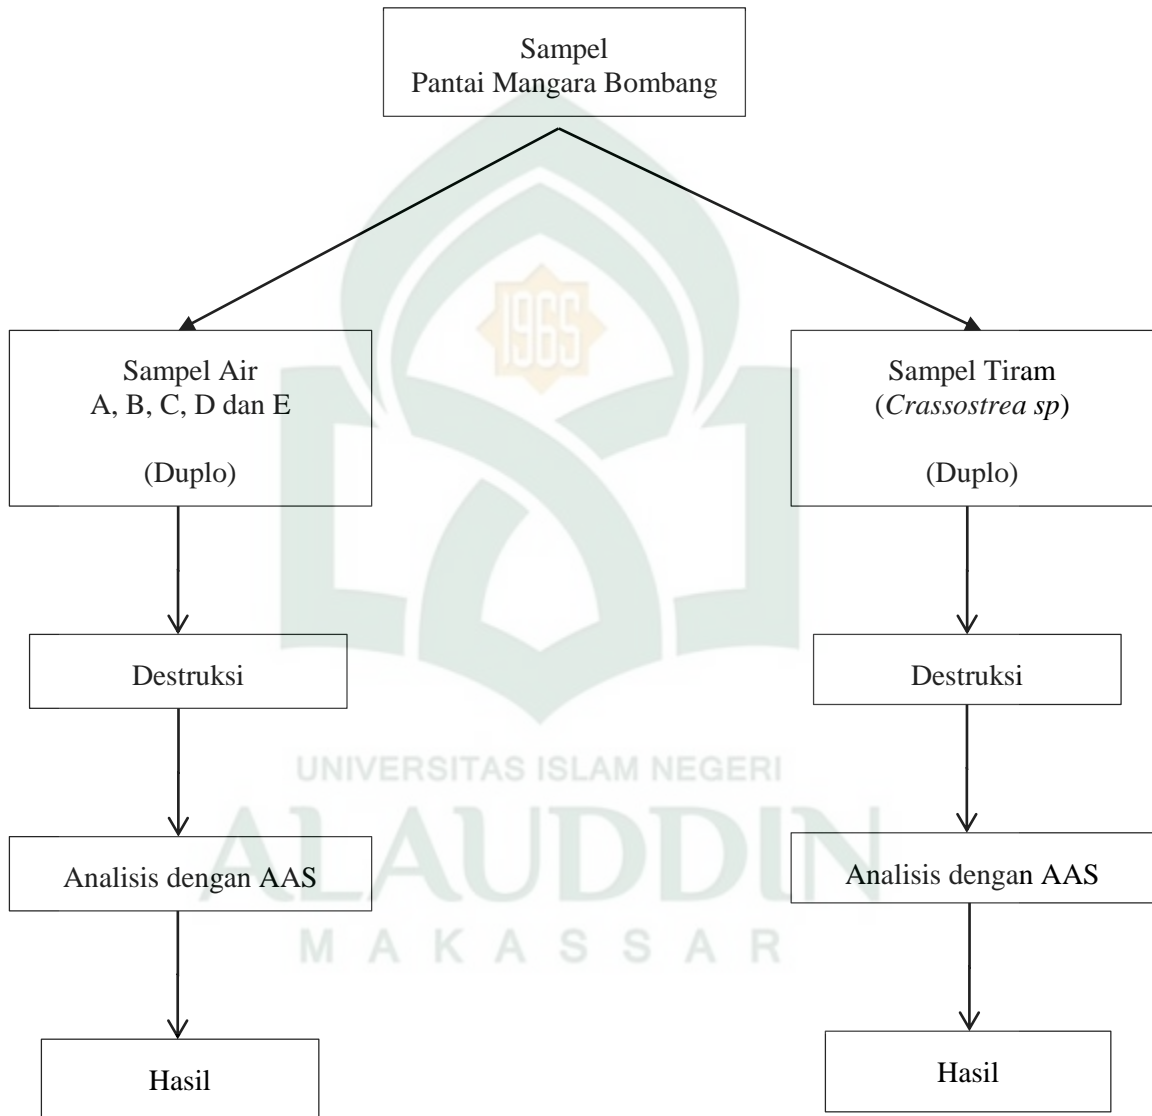 Sampel
Pantai Mangara Bombang
1965
Sampel Air
A, B, C, D dan E
(Duplo)
Sampel Tiram
(Crassostrea sp)
(Duplo)
Destruksi
Destruksi
UNIVERSITAS ISLAM NEGERI
ALAUDDIN
MAKASSAR
Analisis dengan AAS
Analisis dengan AAS
Hasil
Hasil